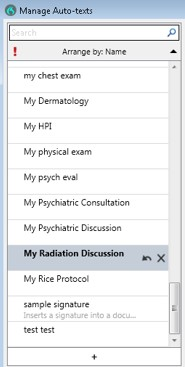 Manage Auto-texts
Search
! Arrange by: Name
my chest exam
My Dermatology
My HPI
My physical exam
My psych eval
My Psychiatric Consultation
My Psychiatric Discussion
My Radiation Discussion
My Rice Protocol
sample signature
Inserts a signature into a docu...
test test
+